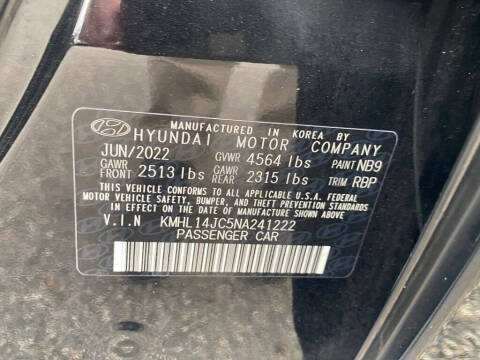 MANUFACTURED IN KOREA BY
HYUNDAI MOTOR COMPANY
JUN/2022 GVWR 4564 lbs PAINT NB9
GAWR FRONT 2513 lbs GAWR REAR 2315 lbs TRIM RBP
THIS VEHICLE CONFORMS TO ALL APPLICABLE U.S.A. FEDERAL
MOTOR VEHICLE SAFETY, BUMPER, AND THEFT PREVENTION STANDARDS
IN EFFECT ON THE DATE OF MANUFACTURE SHOWN ABOVE.
V.I.N KMHL14JC5NA241222
PASSENGER CAR